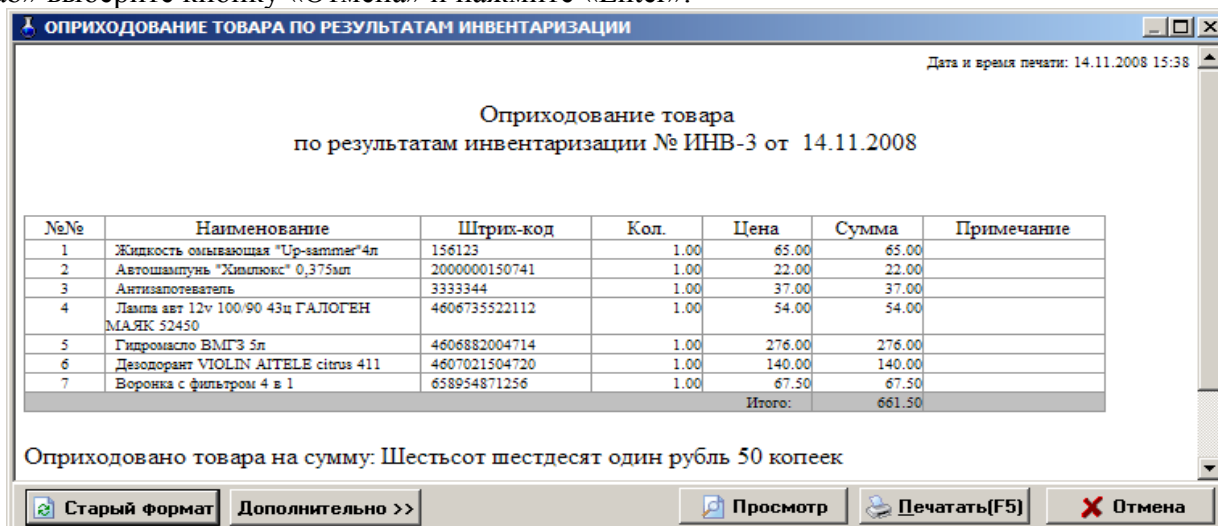 выберите кнопку «Отмена» и нажмите «Enter».
ОПРИХОДОВАНИЕ ТОВАРА ПО РЕЗУЛЬТАТАМ ИНВЕНТАРИЗАЦИИ
Дата и время печати: 14.11.2008 15:38
Оприходование товара
по результатам инвентаризации № ИНВ-3 от 14.11.2008
№№ Наименование Штрих-код Кол. Цена Сумма Примечание
1 Жидкость омывающая "Up-sammer"4л 156123 1.00 65.00 65.00
2 Автошампунь "Химлюкс" 0,375мл 2000000150741 1.00 22.00 22.00
3 Антизапотеватель 3333344 1.00 37.00 37.00
4 Лампа авт 12v 100/90 43ц ГАЛОГЕН 4606735522112 1.00 54.00 54.00
МАЯК 52450
5 Гидромасло ВМГЗ 5л 4606882004714 1.00 276.00 276.00
6 Дезодорант VIOLIN AITELE citrus 411 4607021504720 1.00 140.00 140.00
7 Воронка с фильтром 4 в 1 658954871256 1.00 67.50 67.50
Итого: 661.50
Оприходовано товара на сумму: Шестьсот шестдесят один рубль 50 копеек
Старый формат Дополнительно >> Просмотр Печатать(F5) Отмена